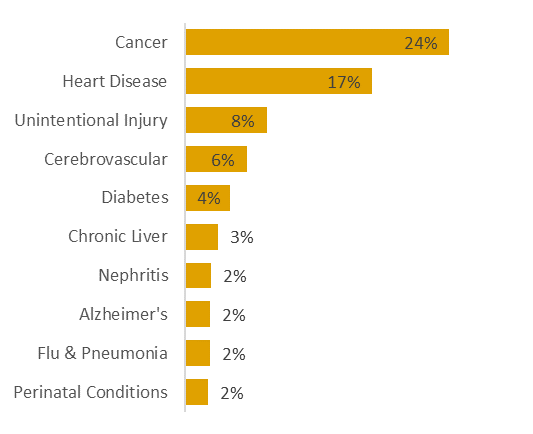 Cancer 24%
Heart Disease 17%
Unintentional Injury 8%
Cerebrovascular 6%
Diabetes 4%
Chronic Liver 3%
Nephritis 2%
Alzheimer's 2%
Flu & Pneumonia 2%
Perinatal Conditions 2%